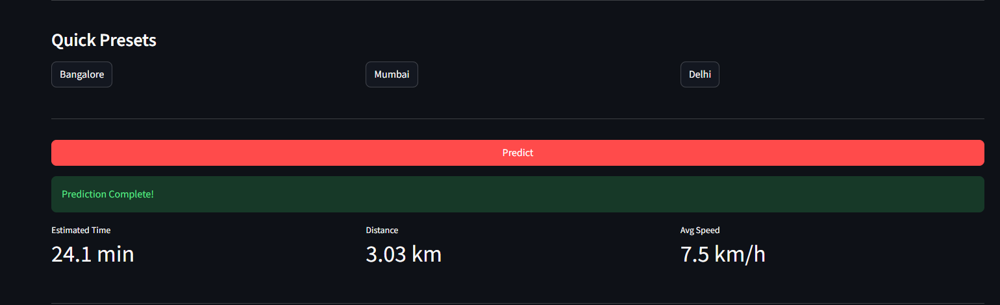 Quick Presets
Bangalore Mumbai Delhi
Predict
Prediction Complete!
Estimated Time Distance Avg Speed
24.1 min 3.03 km 7.5 km/h